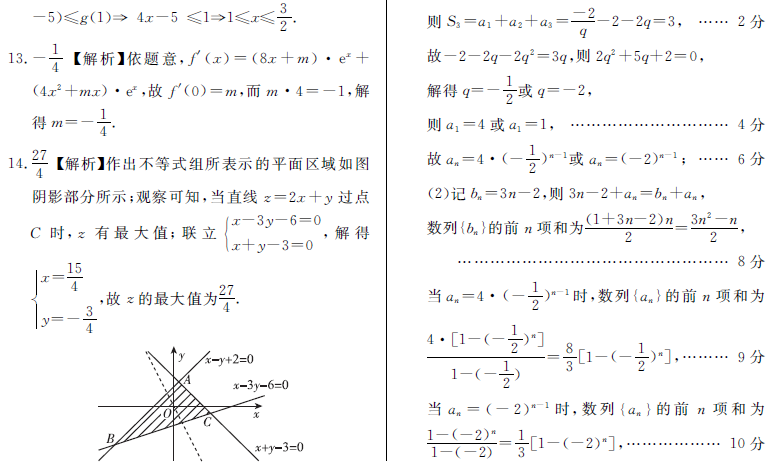 −5)≤g(1)⇒ 4x−5 ≤1⇒1≤x≤3/2.
13. −1/4 【解析】依题意,f′(x)=(8x+m)·eˣ+
(4x²+mx)·eˣ,故 f′(0)=m,而 m·4=−1,解
得 m=−1/4.
14. 27/4 【解析】作出不等式组所表示的平面区域如图
阴影部分所示;观察可知,当直线 z=2x+y 过点
C 时,z 有最大值;联立 {x−3y−6=0
x+y−3=0 ,解得
{x=15/4
y=−3/4 ,故 z 的最大值为27/4.
y
x−y+2=0
A
x−3y−6=0
O
x
C
B
x+y−3=0
则 S₃=a₁+a₂+a₃=−2/q−2−2q=3, …… 2分
故−2−2q−2q²=3q,则 2q²+5q+2=0,
解得 q=−1/2或 q=−2,
则 a₁=4 或 a₁=1, ………………………… 4分
故 aₙ=4·(−1/2)ⁿ⁻¹或 aₙ=(−2)ⁿ⁻¹; …… 6分
(2)记 bₙ=3n−2,则 3n−2+aₙ=bₙ+aₙ,
数列{bₙ}的前 n 项和为(1+3n−2)n/2=3n²−n/2,
………………………………………… 8分
当 aₙ=4·(−1/2)ⁿ⁻¹时,数列{aₙ}的前 n 项和为
4·[1−(−1/2)ⁿ]/1−(−1/2)=8/3[1−(−1/2)ⁿ],……… 9分
当 aₙ=(−2)ⁿ⁻¹时,数列{aₙ}的前 n 项和为
1−(−2)ⁿ/1−(−2)=1/3[1−(−2)ⁿ],……………… 10分